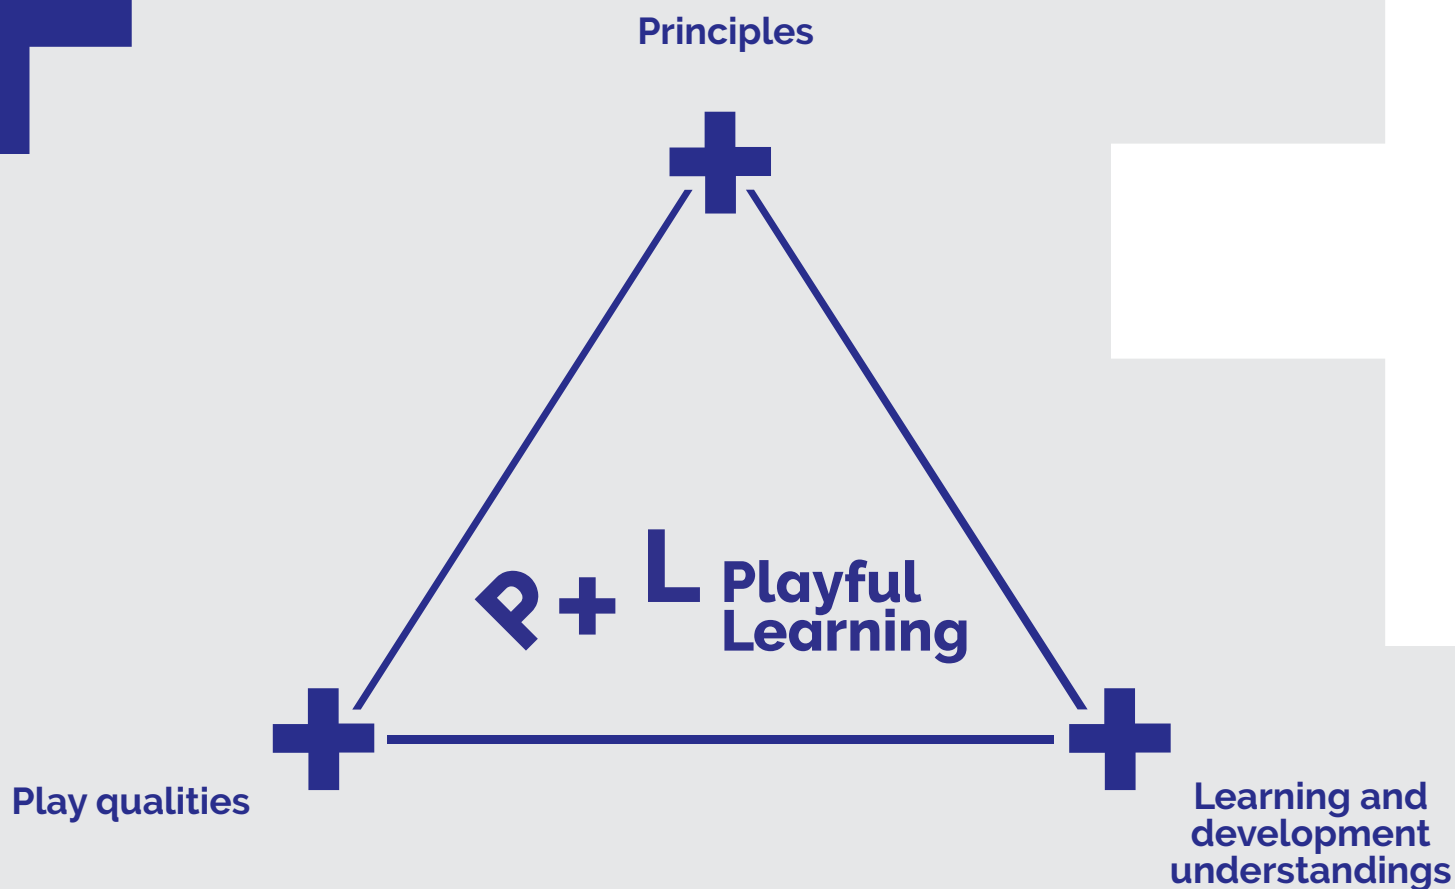 Principles
P + L Playful
Learning
Play qualities
Learning and
development
understandings